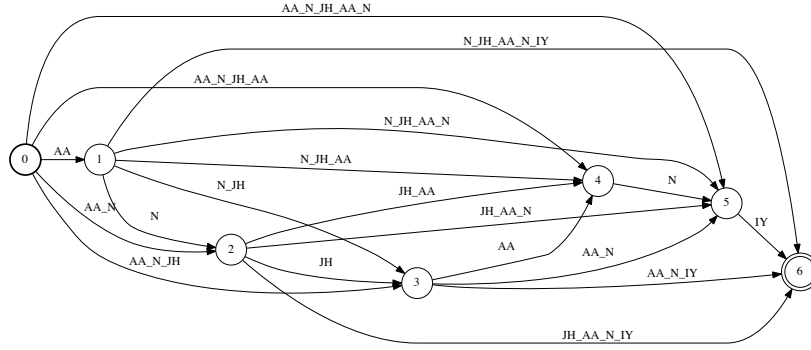 AA_N_JH_AA_N
N_JH_AA_N_IY
AA_N_JH_AA
N_JH_AA_N
0
AA
1
N_JH_AA
4
N
5
N_JH
JH_AA
AA_N
N
JH_AA_N
IY
2
AA
AA_N_JH
JH
AA_N
AA_N_IY
6
3
JH_AA_N_IY